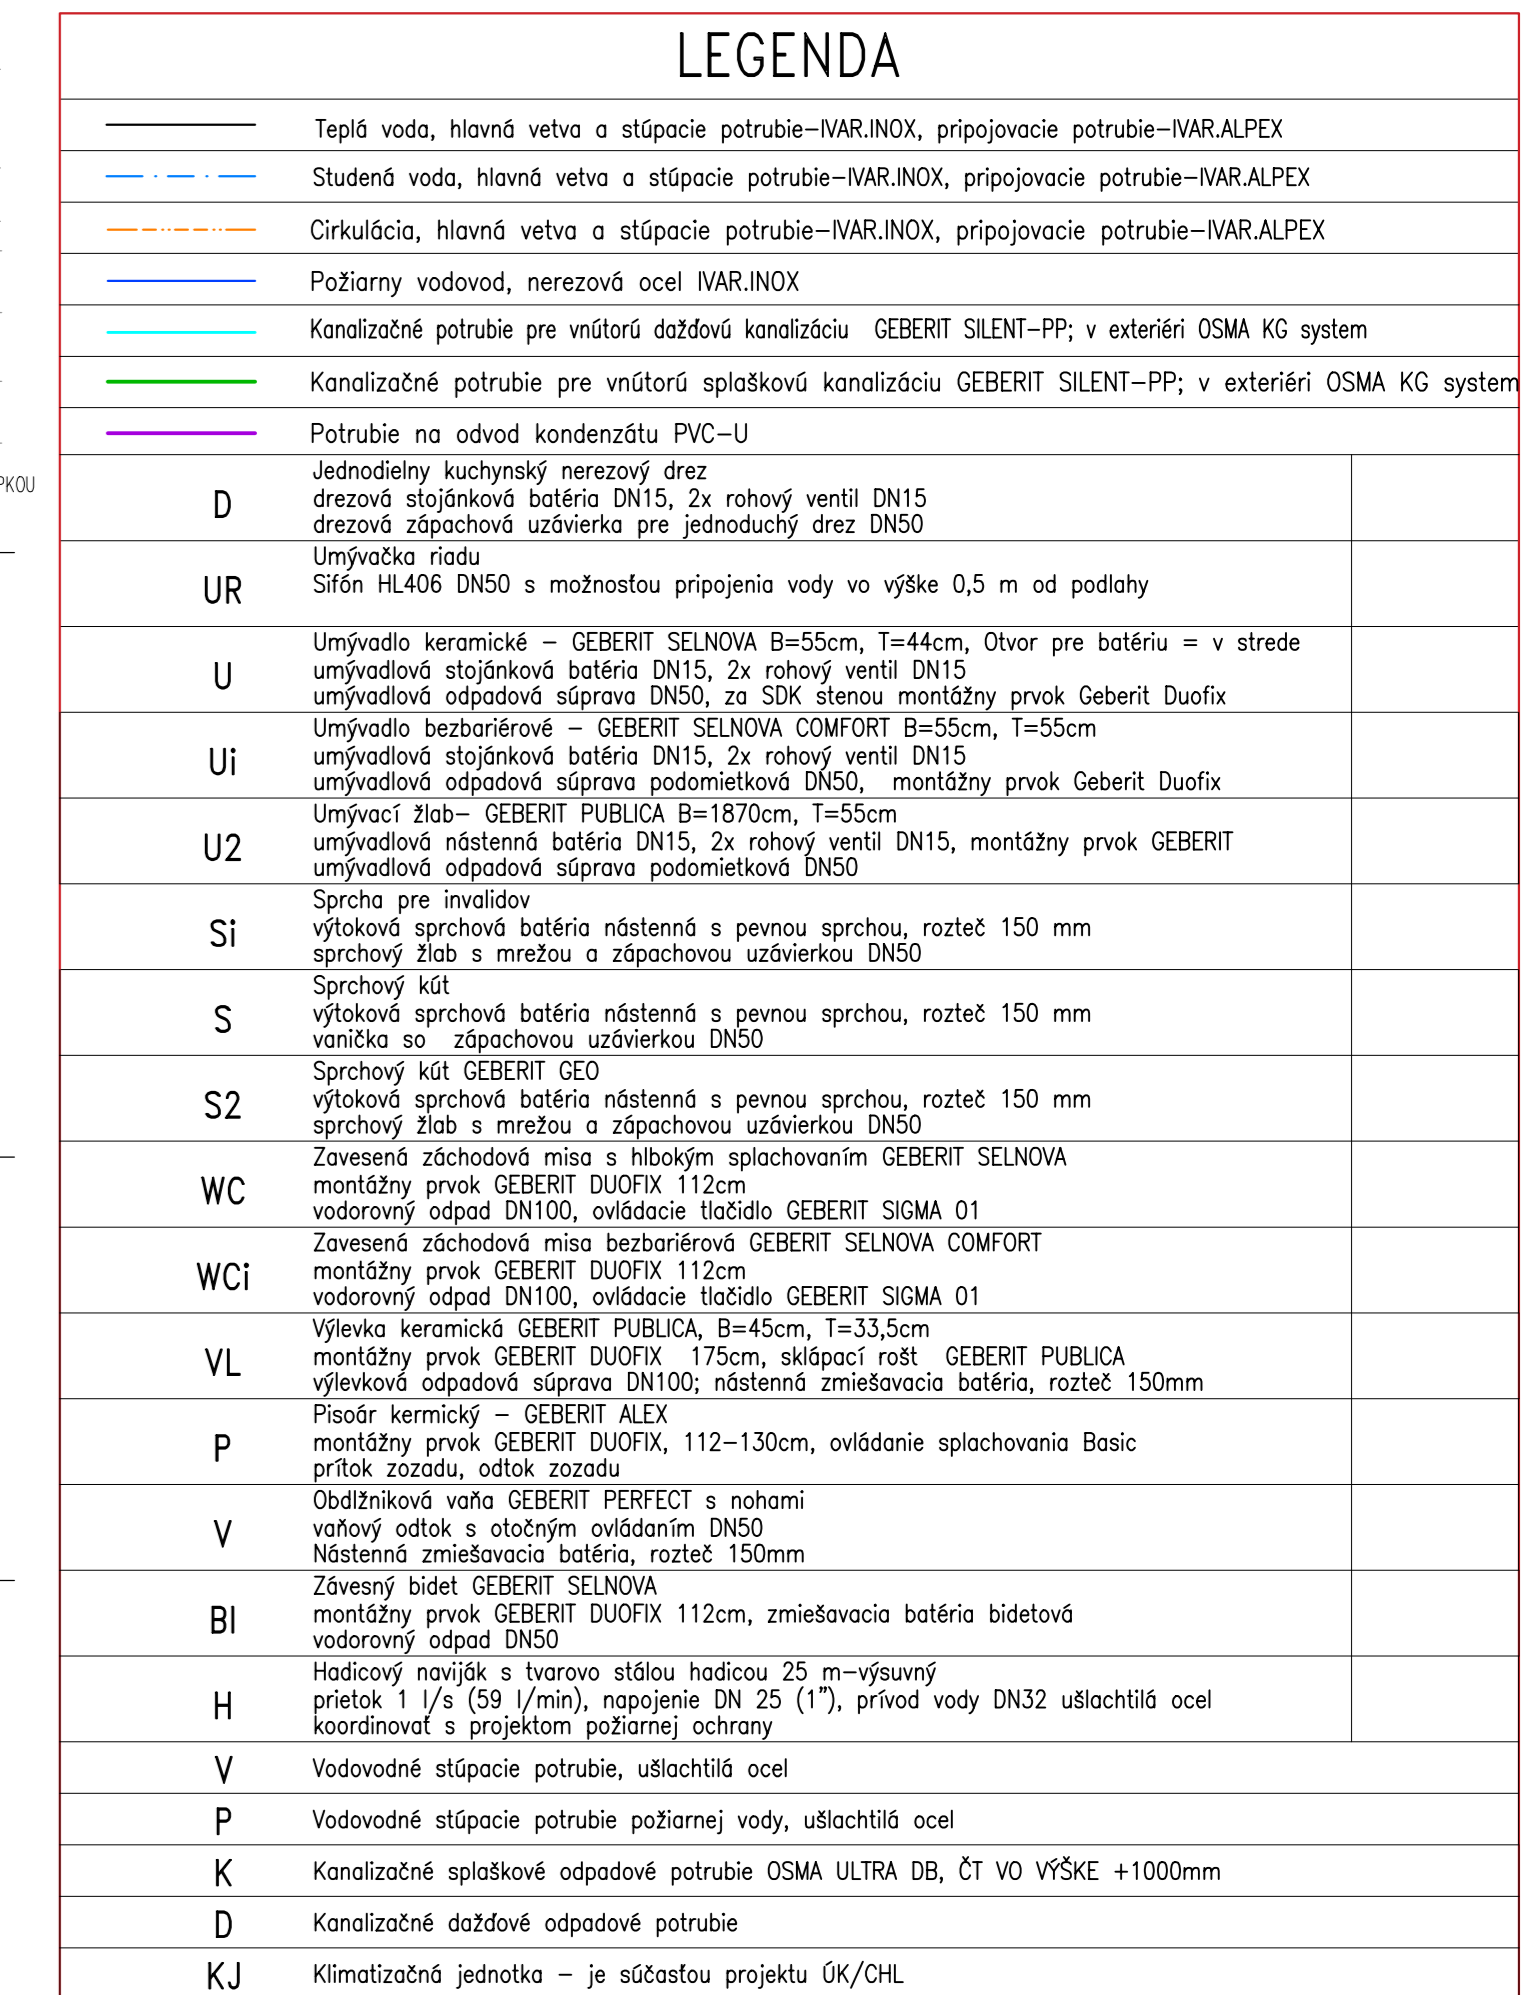 LEGENDA
Teplá voda, hlavná vetva a stúpacie potrubie-IVAR.INOX, pripojovacie potrubie-IVAR.ALPEX
Studená voda, hlavná vetva a stúpacie potrubie-IVAR.INOX, pripojovacie potrubie-IVAR.ALPEX
Cirkulácia, hlavná vetva a stúpacie potrubie-IVAR.INOX, pripojovacie potrubie-IVAR.ALPEX
Požiarny vodovod, nerezová ocel IVAR.INOX
Kanalizačné potrubie pre vnútorú dažďovú kanalizáciu GEBERIT SILENT-PP; v exteriéri OSMA KG system
Kanalizačné potrubie pre vnútorú splaškovú kanalizáciu GEBERIT SILENT-PP; v exteriéri OSMA KG system
Potrubie na odvod kondenzátu PVC-U
PKOU
D
Jednodielny kuchynský nerezový drez
drezová stojánková batéria DN15, 2x rohový ventil DN15
drezová zápachová uzávierka pre jednoduchý drez DN50
UR
Umývačka riadu
Sifón HL406 DN50 s možnosťou pripojenia vody vo výške 0,5 m od podlahy
U
Umývadlo keramické - GEBERIT SELNOVA B=55cm, T=44cm, Otvor pre batériu = v strede
umývadlová stojánková batéria DN15, 2x rohový ventil DN15
umývadlová odpadová súprava DN50, za SDK stenou montážny prvok Geberit Duofix
Ui
Umývadlo bezbariérové - GEBERIT SELNOVA COMFORT B=55cm, T=55cm
umývadlová stojánková batéria DN15, 2x rohový ventil DN15
umývadlová odpadová súprava podomietková DN50, montážny prvok Geberit Duofix
U2
Umývací žlab- GEBERIT PUBLICA B=1870cm, T=55cm
umývadlová nástenná batéria DN15, 2x rohový ventil DN15, montážny prvok GEBERIT
umývadlová odpadová súprava podomietková DN50
Si
Sprcha pre invalidov
výtoková sprchová batéria nástenná s pevnou sprchou, rozteč 150 mm
sprchový žlab s mrežou a zápachovou uzávierkou DN50
S
Sprchový kút
výtoková sprchová batéria nástenná s pevnou sprchou, rozteč 150 mm
vanička so zápachovou uzávierkou DN50
S2
Sprchový kút GEBERIT GEO
výtoková sprchová batéria nástenná s pevnou sprchou, rozteč 150 mm
sprchový žlab s mrežou a zápachovou uzávierkou DN50
WC
Zavesená záchodová misa s hlbokým splachovaním GEBERIT SELNOVA
montážny prvok GEBERIT DUOFIX 112cm
vodorovný odpad DN100, ovládacie tlačidlo GEBERIT SIGMA 01
WCi
Zavesená záchodová misa bezbariérová GEBERIT SELNOVA COMFORT
montážny prvok GEBERIT DUOFIX 112cm
vodorovný odpad DN100, ovládacie tlačidlo GEBERIT SIGMA 01
VL
Výlevka keramická GEBERIT PUBLICA, B=45cm, T=33,5cm
montážny prvok GEBERIT DUOFIX 175cm, sklápací rošt GEBERIT PUBLICA
výlevková odpadová súprava DN100; nástenná zmiešavacia batéria, rozteč 150mm
P
Pisoár kermický - GEBERIT ALEX
montážny prvok GEBERIT DUOFIX, 112-130cm, ovládanie splachovania Basic
prítok zozadu, odtok zozadu
V
Obdlžniková vaňa GEBERIT PERFECT s nohami
vaňový odtok s otočným ovládaním DN50
Nástenná zmiešavacia batéria, rozteč 150mm
BI
Závesný bidet GEBERIT SELNOVA
montážny prvok GEBERIT DUOFIX 112cm, zmiešavacia batéria bidetová
vodorovný odpad DN50
H
Hadicový naviják s tvarovo stálou hadicou 25 m-výsuvný
prietok 1 l/s (59 l/min), napojenie DN 25 (1"), prívod vody DN32 ušlachtilá ocel
koordinovať s projektom požiarnej ochrany
V
Vodovodné stúpacie potrubie, ušlachtilá ocel
P
Vodovodné stúpacie potrubie požiarnej vody, ušlachtilá ocel
K
Kanalizačné splaškové odpadové potrubie OSMA ULTRA DB, ČT VO VÝŠKE +1000mm
D
Kanalizačné dažďové odpadové potrubie
KJ
Klimatizačná jednotka - je súčasťou projektu ÚK/CHL